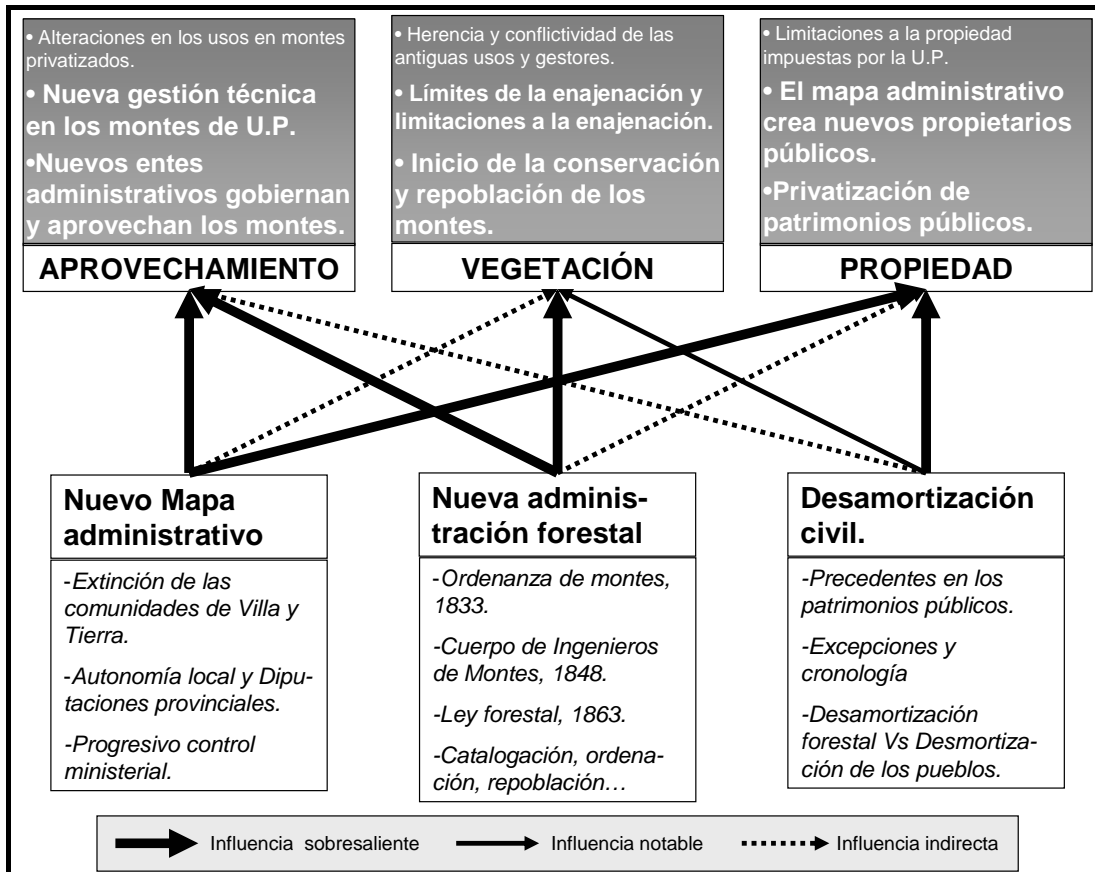 • Alteraciones en los usos en montes
privatizados.
• Nueva gestión técnica
en los montes de U.P.
•Nuevos entes
administrativos gobiernan
y aprovechan los montes.
APROVECHAMIENTO
• Herencia y conflictividad de las
antiguas usos y gestores.
• Límites de la enajenación y
limitaciones a la enajenación.
• Inicio de la conservación
y repoblación de los
montes.
VEGETACIÓN
• Limitaciones a la propiedad
impuestas por la U.P.
• El mapa administrativo
crea nuevos propietarios
públicos.
•Privatización de
patrimonios públicos.
PROPIEDAD
Nuevo Mapa
administrativo
-Extinción de las
comunidades de Villa y
Tierra.
-Autonomía local y Dipu-
taciones provinciales.
-Progresivo control
ministerial.
Nueva adminis-
tración forestal
-Ordenanza de montes,
1833.
-Cuerpo de Ingenieros
de Montes, 1848.
-Ley forestal, 1863.
-Catalogación, ordena-
ción, repoblación…
Desamortización
civil.
-Precedentes en los
patrimonios públicos.
-Excepciones y
cronología
-Desamortización
forestal Vs Desmortiza-
ción de los pueblos.
Influencia sobresaliente
Influencia notable
Influencia indirecta